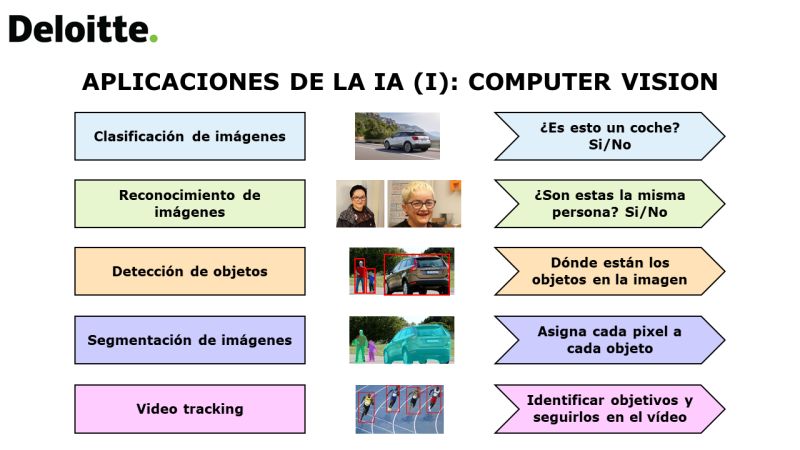 Deloitte.
APLICACIONES DE LA IA (I): COMPUTER VISION
Clasificación de imágenes
¿Es esto un coche?
Si/No
Reconocimiento de
imágenes
¿Son estas la misma
persona? Si/No
Detección de objetos
Dónde están los
objetos en la imagen
Segmentación de imágenes
Asigna cada pixel a
cada objeto
Video tracking
Identificar objetivos y
seguirlos en el vídeo